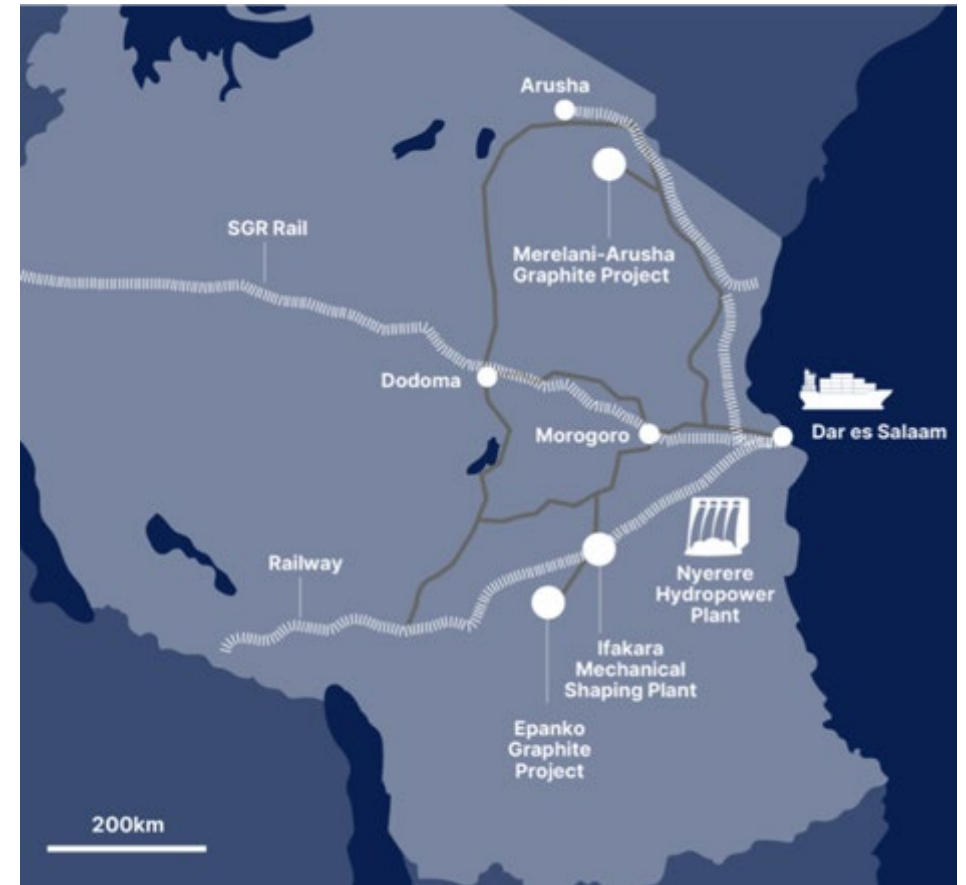 Arusha
SGR Rail
Merelani-Arusha
Graphite Project
Dodoma
Morogoro
Dar es Salaam
Railway
Nyerere
Hydropower
Plant
Ifakara
Mechanical
Shaping Plant
Epanko
Graphite
Project
200km